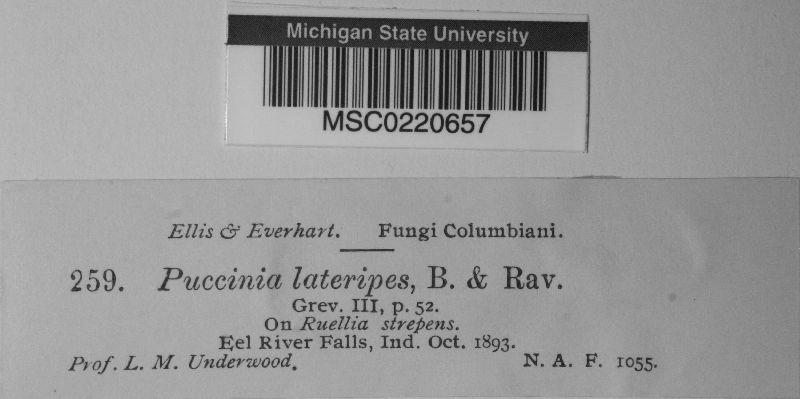 Michigan State University
MSC0220657
Ellis & Everhart. Fungi Columbiani.
259. Puccinia lateripes, B. & Rav.
Grev. III, p. 52.
On Ruellia strepens.
Eel River Falls, Ind. Oct. 1893.
Prof. L. M. Underwood. N. A. F. 1055.